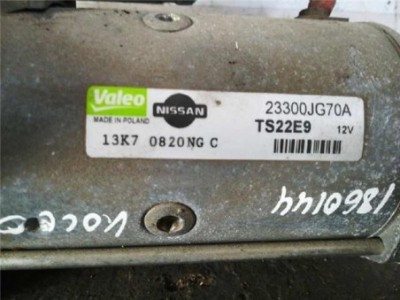 Valeo
MADE IN POLAND
NISSAN
23300JG70A
TS22E9 12V
13K7 0820NG C
1860144